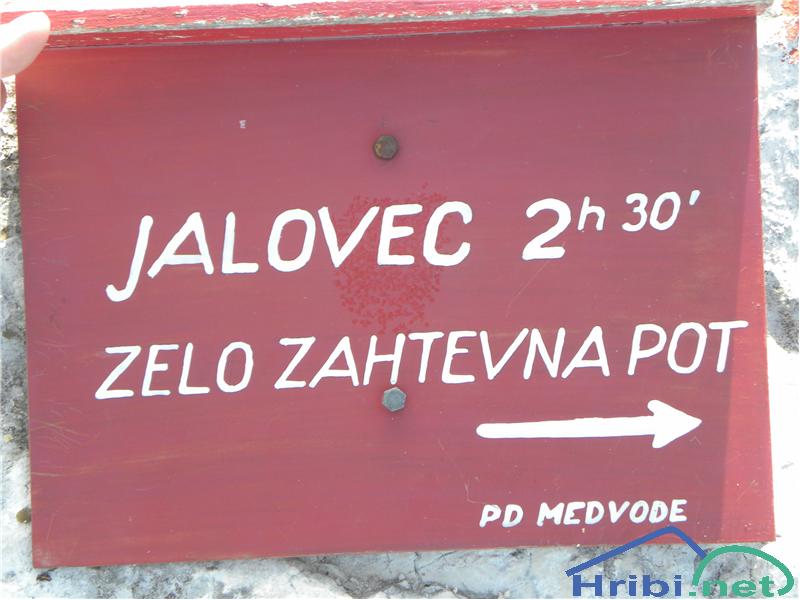 JALOVEC 2h 30'
ZELO ZAHTEVNA POT
PD MEDVODE
Hribi.net